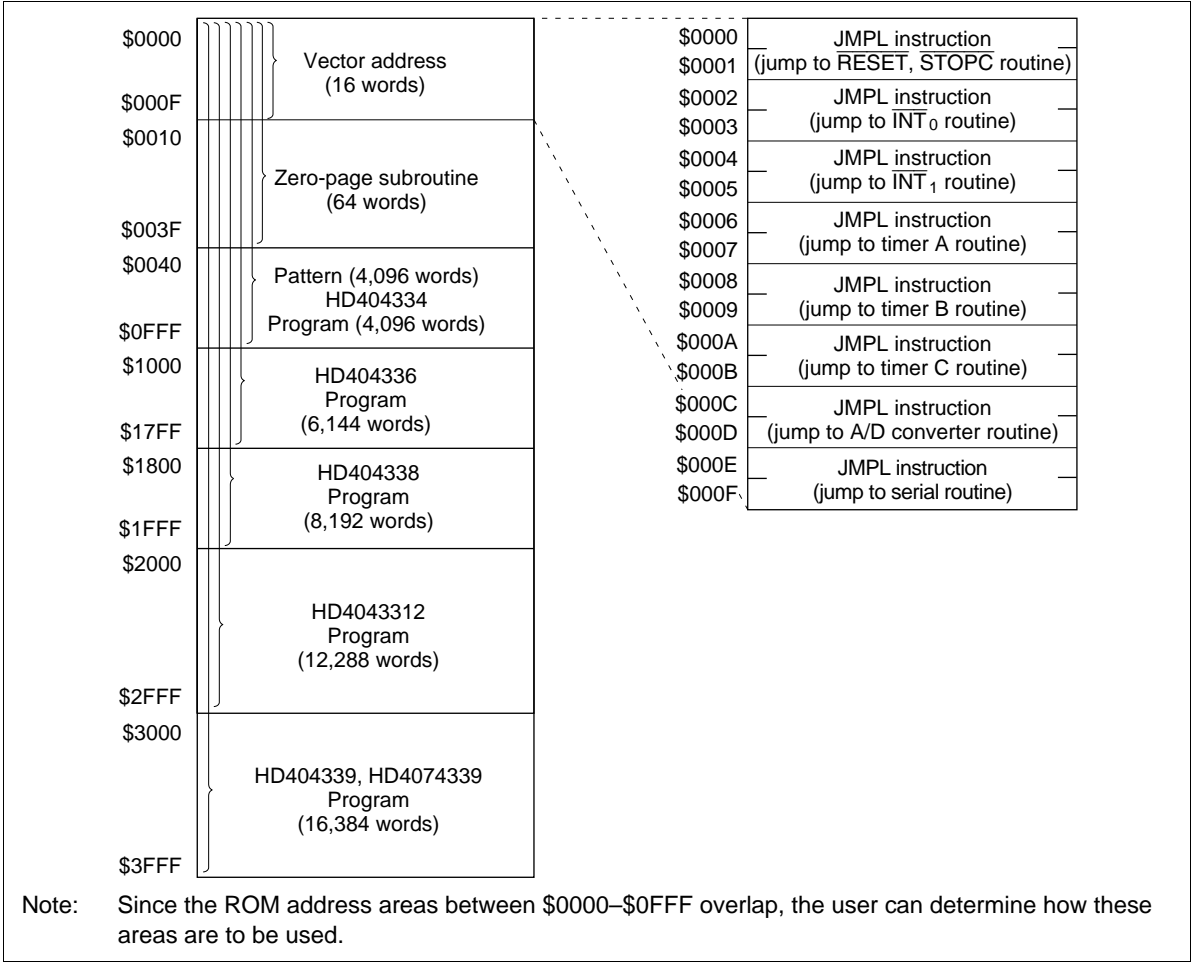 $0000
Vector address
(16 words)
$000F
$0010
Zero-page subroutine
(64 words)
$003F
$0040
Pattern (4,096 words)
HD404334
Program (4,096 words)
$0FFF
$1000
HD404336
Program
(6,144 words)
$17FF
$1800
HD404338
Program
(8,192 words)
$1FFF
$2000
HD4043312
Program
(12,288 words)
$2FFF
$3000
HD404339, HD4074339
Program
(16,384 words)
$3FFF
$0000
JMPL instruction
$0001
(jump to RESET, STOPC routine)
$0002
JMPL instruction
$0003
(jump to INT0 routine)
$0004
JMPL instruction
$0005
(jump to INT1 routine)
$0006
JMPL instruction
$0007
(jump to timer A routine)
$0008
JMPL instruction
$0009
(jump to timer B routine)
$000A
JMPL instruction
$000B
(jump to timer C routine)
$000C
JMPL instruction
$000D
(jump to A/D converter routine)
$000E
JMPL instruction
$000F
(jump to serial routine)
Note: Since the ROM address areas between $0000–$0FFF overlap, the user can determine how these
areas are to be used.